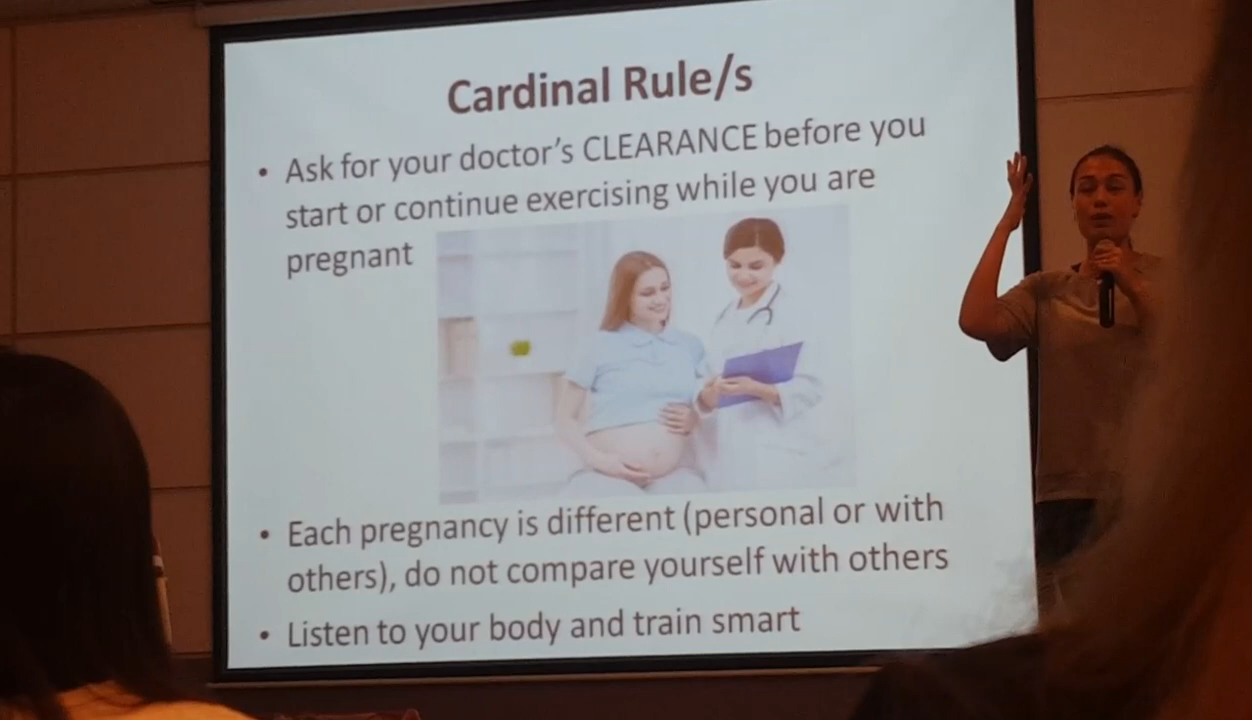 Cardinal Rule/s
• Ask for your doctor's CLEARANCE before you
start or continue exercising while you are
pregnant
• Each pregnancy is different (personal or with
others), do not compare yourself with others
• Listen to your body and train smart